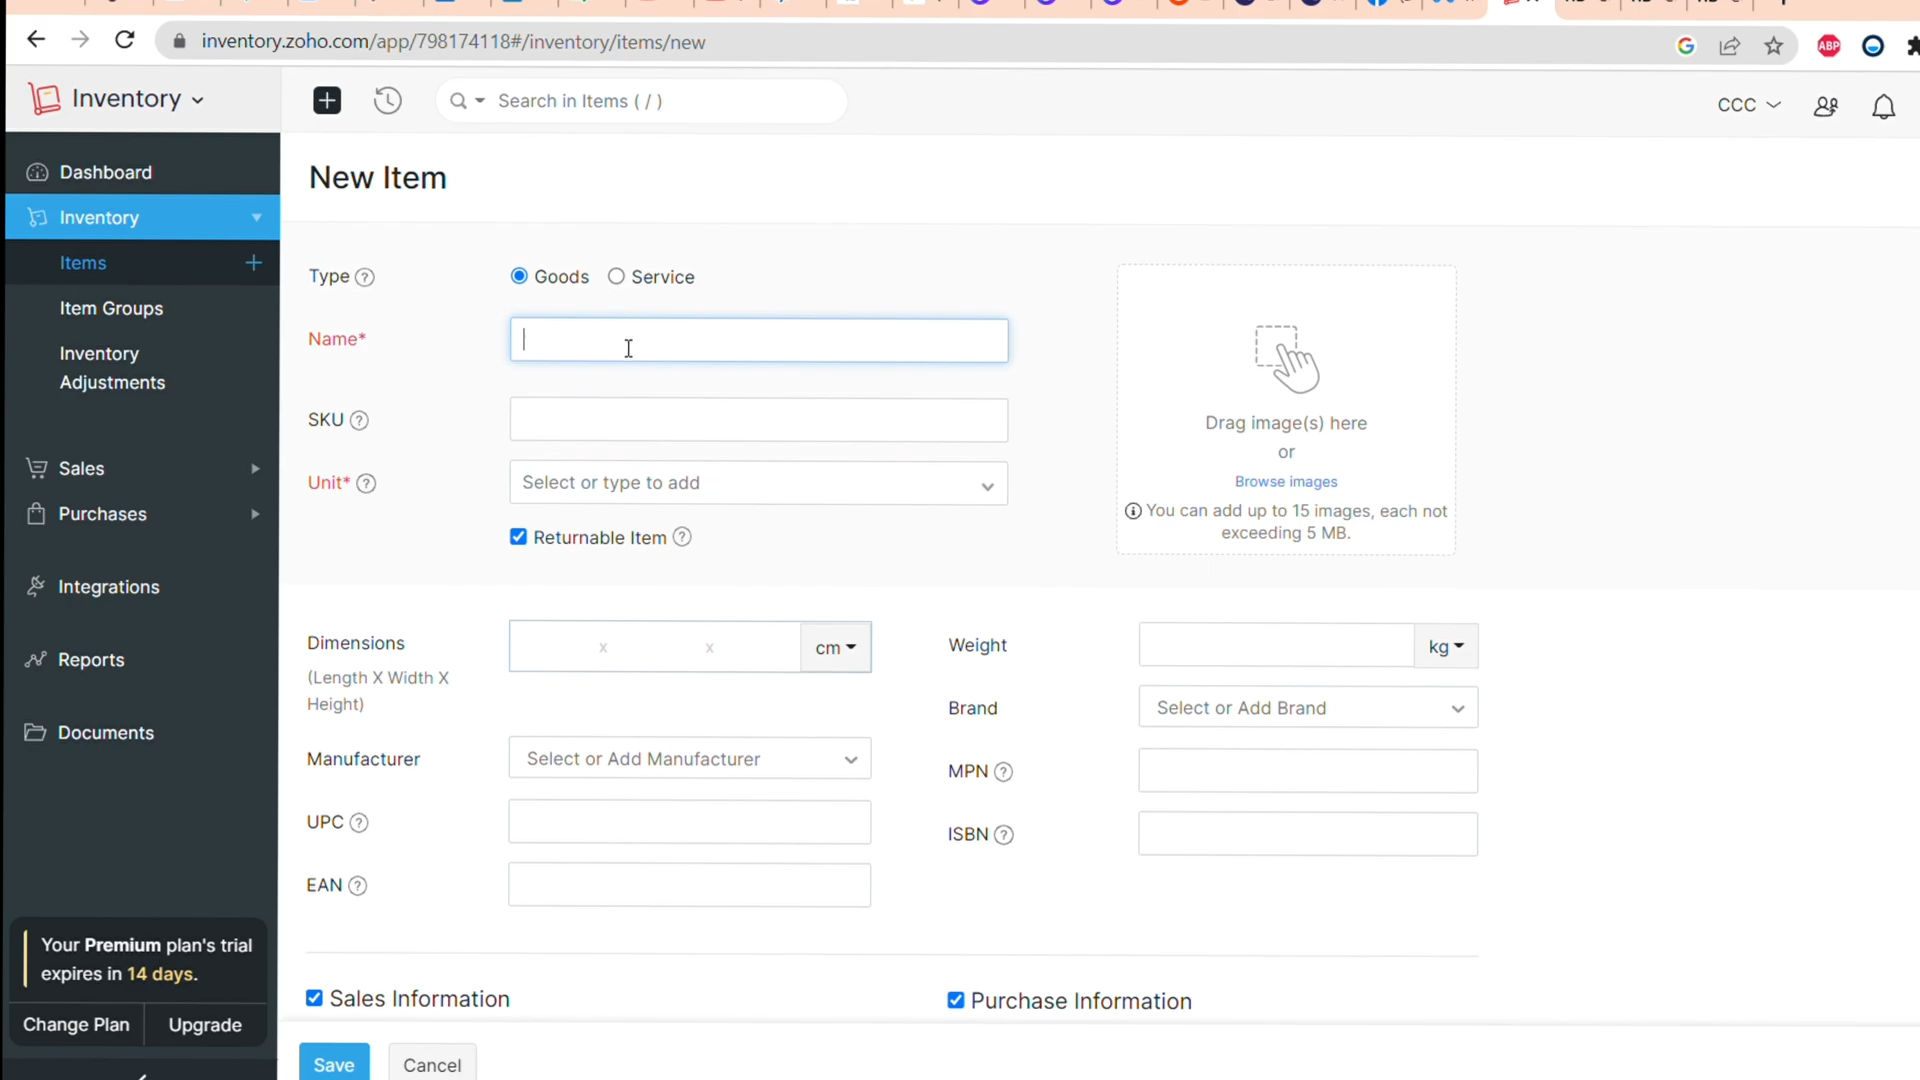 inventory.zoho.com/app/798174118#/inventory/items/new
ABP
Inventory
Search in Items ( / )
CCC
Dashboard
Inventory
Items
Item Groups
Inventory
Adjustments
Sales
Purchases
Integrations
Reports
Documents
Your Premium plan's trial
expires in 14 days.
Change Plan
Upgrade
New Item
Type
Goods
Service
Name*
SKU
Unit*
Select or type to add
Returnable Item
Drag image(s) here
or
Browse images
You can add up to 15 images, each not
exceeding 5 MB.
Dimensions
(Length X Width X
Height)
x
x
cm
Weight
kg
Brand
Select or Add Brand
Manufacturer
Select or Add Manufacturer
MPN
UPC
ISBN
EAN
Sales Information
Purchase Information
Save
Cancel